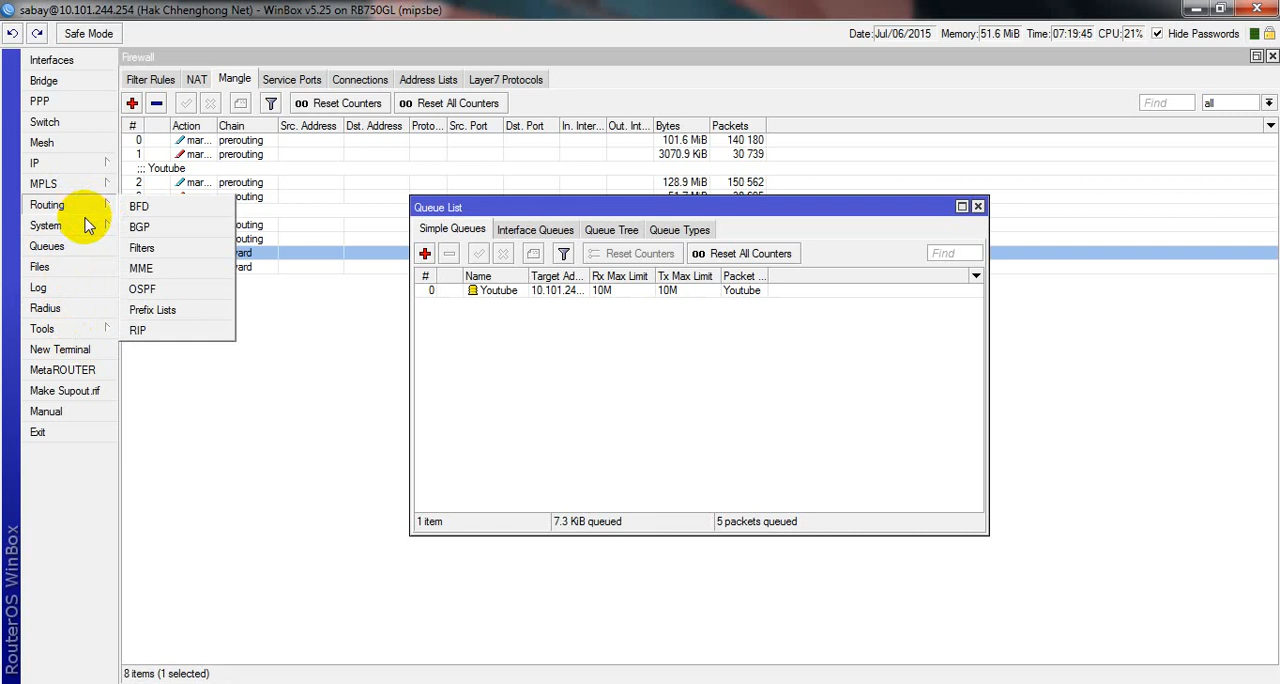 sabay@10.101.244.254 (Hak Chhenghong Net) - WinBox v5.25 on RB750GL (mipsbe)
Safe Mode
Date: Jul/06/2015 Memory: 51.6 MiB Time: 07:19:45 CPU: 21% Hide Passwords
Interfaces
Bridge
PPP
Switch
Mesh
IP
MPLS
Routing
System
Queues
Files
Log
Radius
Tools
New Terminal
MetaROUTER
Make Supout.rif
Manual
Exit
RouterOS WinBox
BFD
BGP
Filters
MME
OSPF
Prefix Lists
RIP
Firewall
Filter Rules NAT Mangle Service Ports Connections Address Lists Layer7 Protocols
00 Reset Counters 00 Reset All Counters Find all
# Action Chain Src. Address Dst. Address Proto... Src. Port Dst. Port In. Inter... Out. Int... Bytes Packets
0 mar... prerouting 101.6 MiB 140 180
1 mar... prerouting 3070.9 KiB 30 739
;;; Youtube
2 mar... prerouting 128.9 MiB 150 562
8 items (1 selected)
Queue List
Simple Queues Interface Queues Queue Tree Queue Types
Reset Counters 00 Reset All Counters Find
# Name Target Ad... Rx Max Limit Tx Max Limit Packet ...
0 Youtube 10.101.24... 10M 10M Youtube
1 item 7.3 KiB queued 5 packets queued